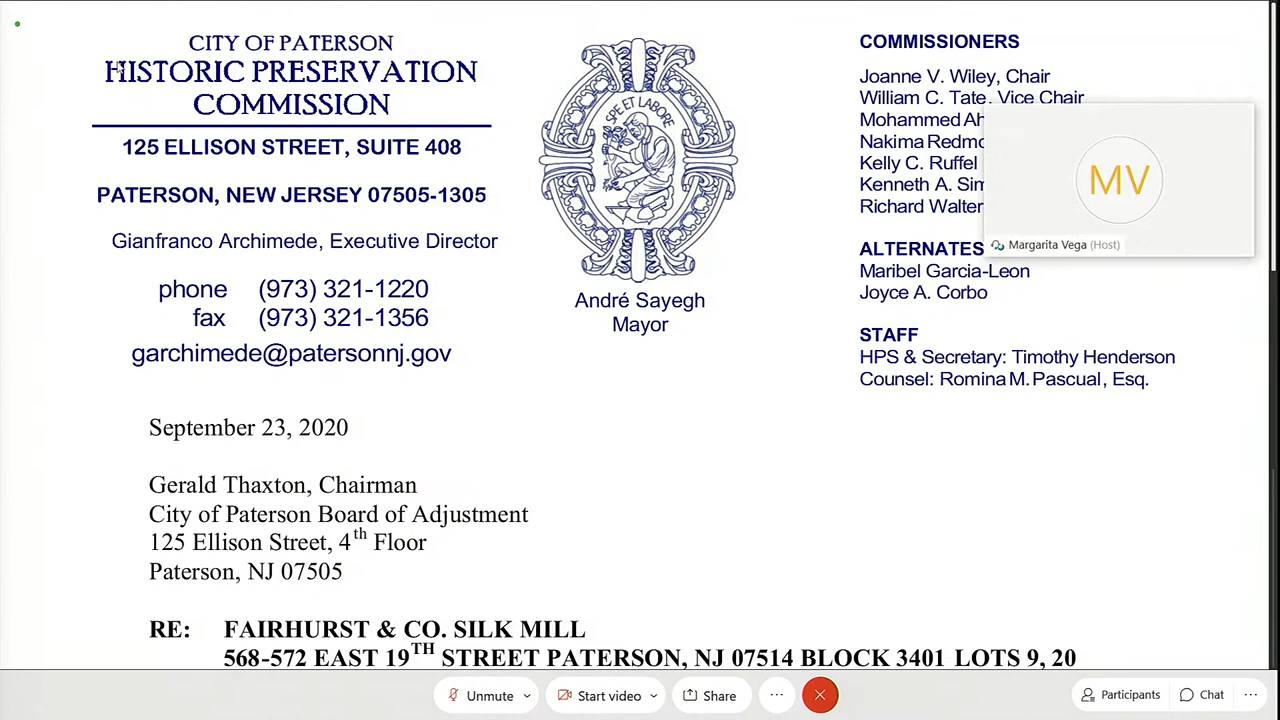 CITY OF PATERSON
HISTORIC PRESERVATION
COMMISSION
125 ELLISON STREET, SUITE 408
PATERSON, NEW JERSEY 07505-1305
Gianfranco Archimede, Executive Director
phone (973) 321-1220
fax (973) 321-1356
garchimede@patersonnj.gov
SPE ET LABORE
André Sayegh
Mayor
COMMISSIONERS
Joanne V. Wiley, Chair
William C. Tate, Vice Chair
Mohammed
Nakima
Kelly C. Ruffel
Kenneth A.
Richard Walter
ALTERNATES
Maribel Garcia-Leon
Joyce A. Corbo
STAFF
HPS & Secretary: Timothy Henderson
Counsel: Romina M. Pascual, Esq.
MV
Margarita Vega (Host)
September 23, 2020
Gerald Thaxton, Chairman
City of Paterson Board of Adjustment
125 Ellison Street, 4th Floor
Paterson, NJ 07505
RE: FAIRHURST & CO. SILK MILL
568-572 EAST 19TH STREET PATERSON, NJ 07514 BLOCK 3401 LOTS 9, 20
Unmute
Start video
Share
Participants
Chat